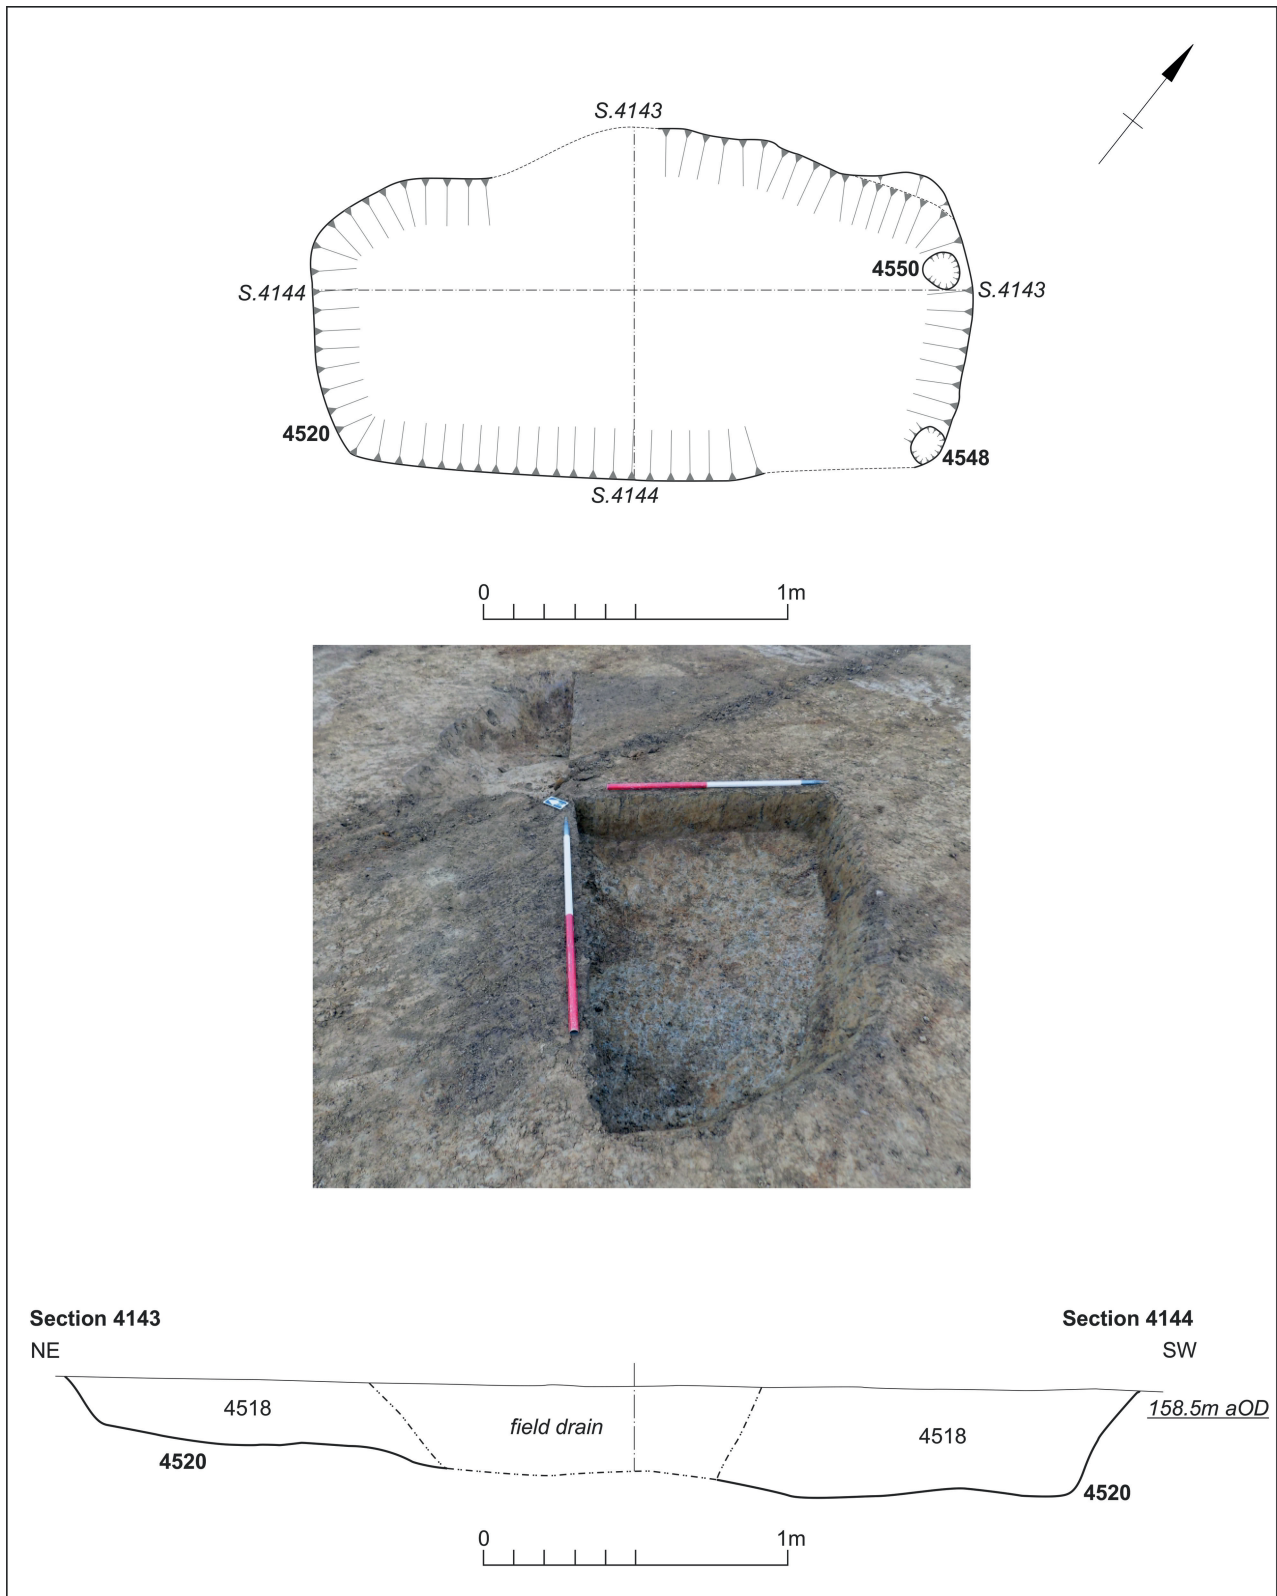 S.4143
4550
S.4144
S.4143
4520
4548
S.4144
0 1m
Section 4143 Section 4144
NE SW
4518 field drain 4518 158.5m aOD
4520 4520
0 1m